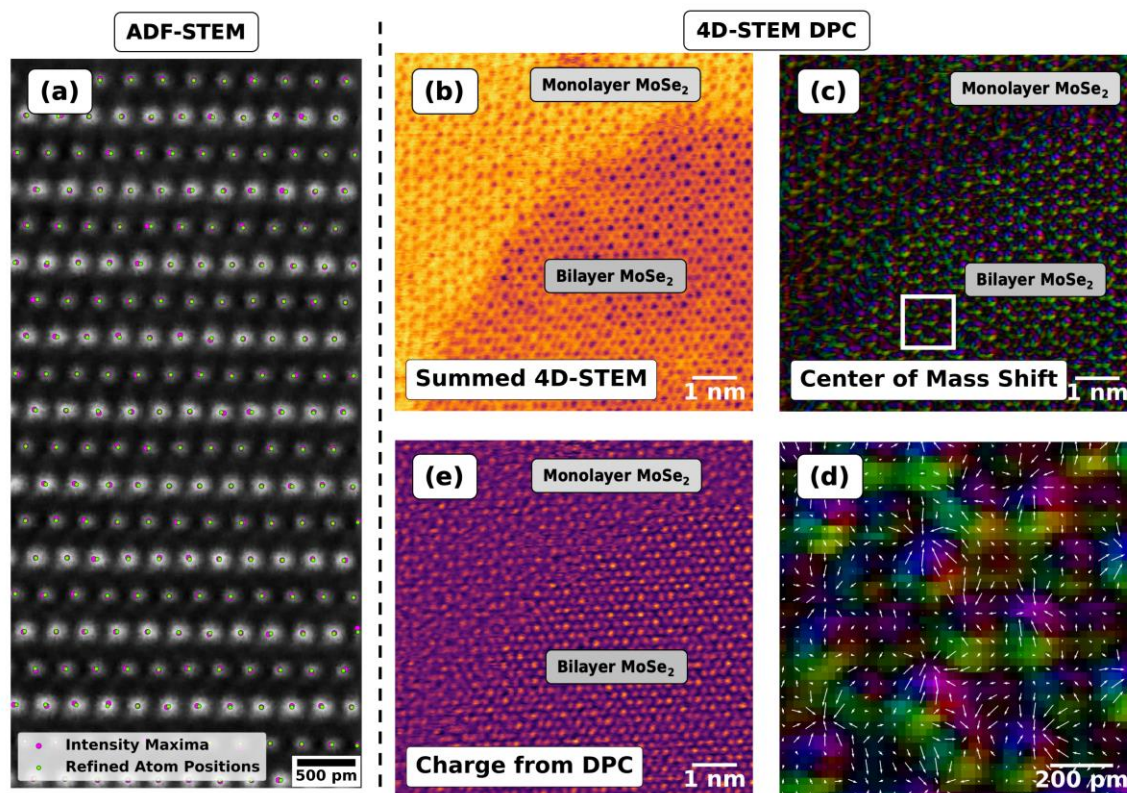 ADF-STEM
4D-STEM DPC
(a)
Intensity Maxima
Refined Atom Positions
500 pm
(b)
Monolayer MoSe₂
Bilayer MoSe₂
Summed 4D-STEM
1 nm
(c)
Monolayer MoSe₂
Bilayer MoSe₂
Center of Mass Shift
1 nm
(e)
Monolayer MoSe₂
Bilayer MoSe₂
Charge from DPC
1 nm
(d)
200 pm